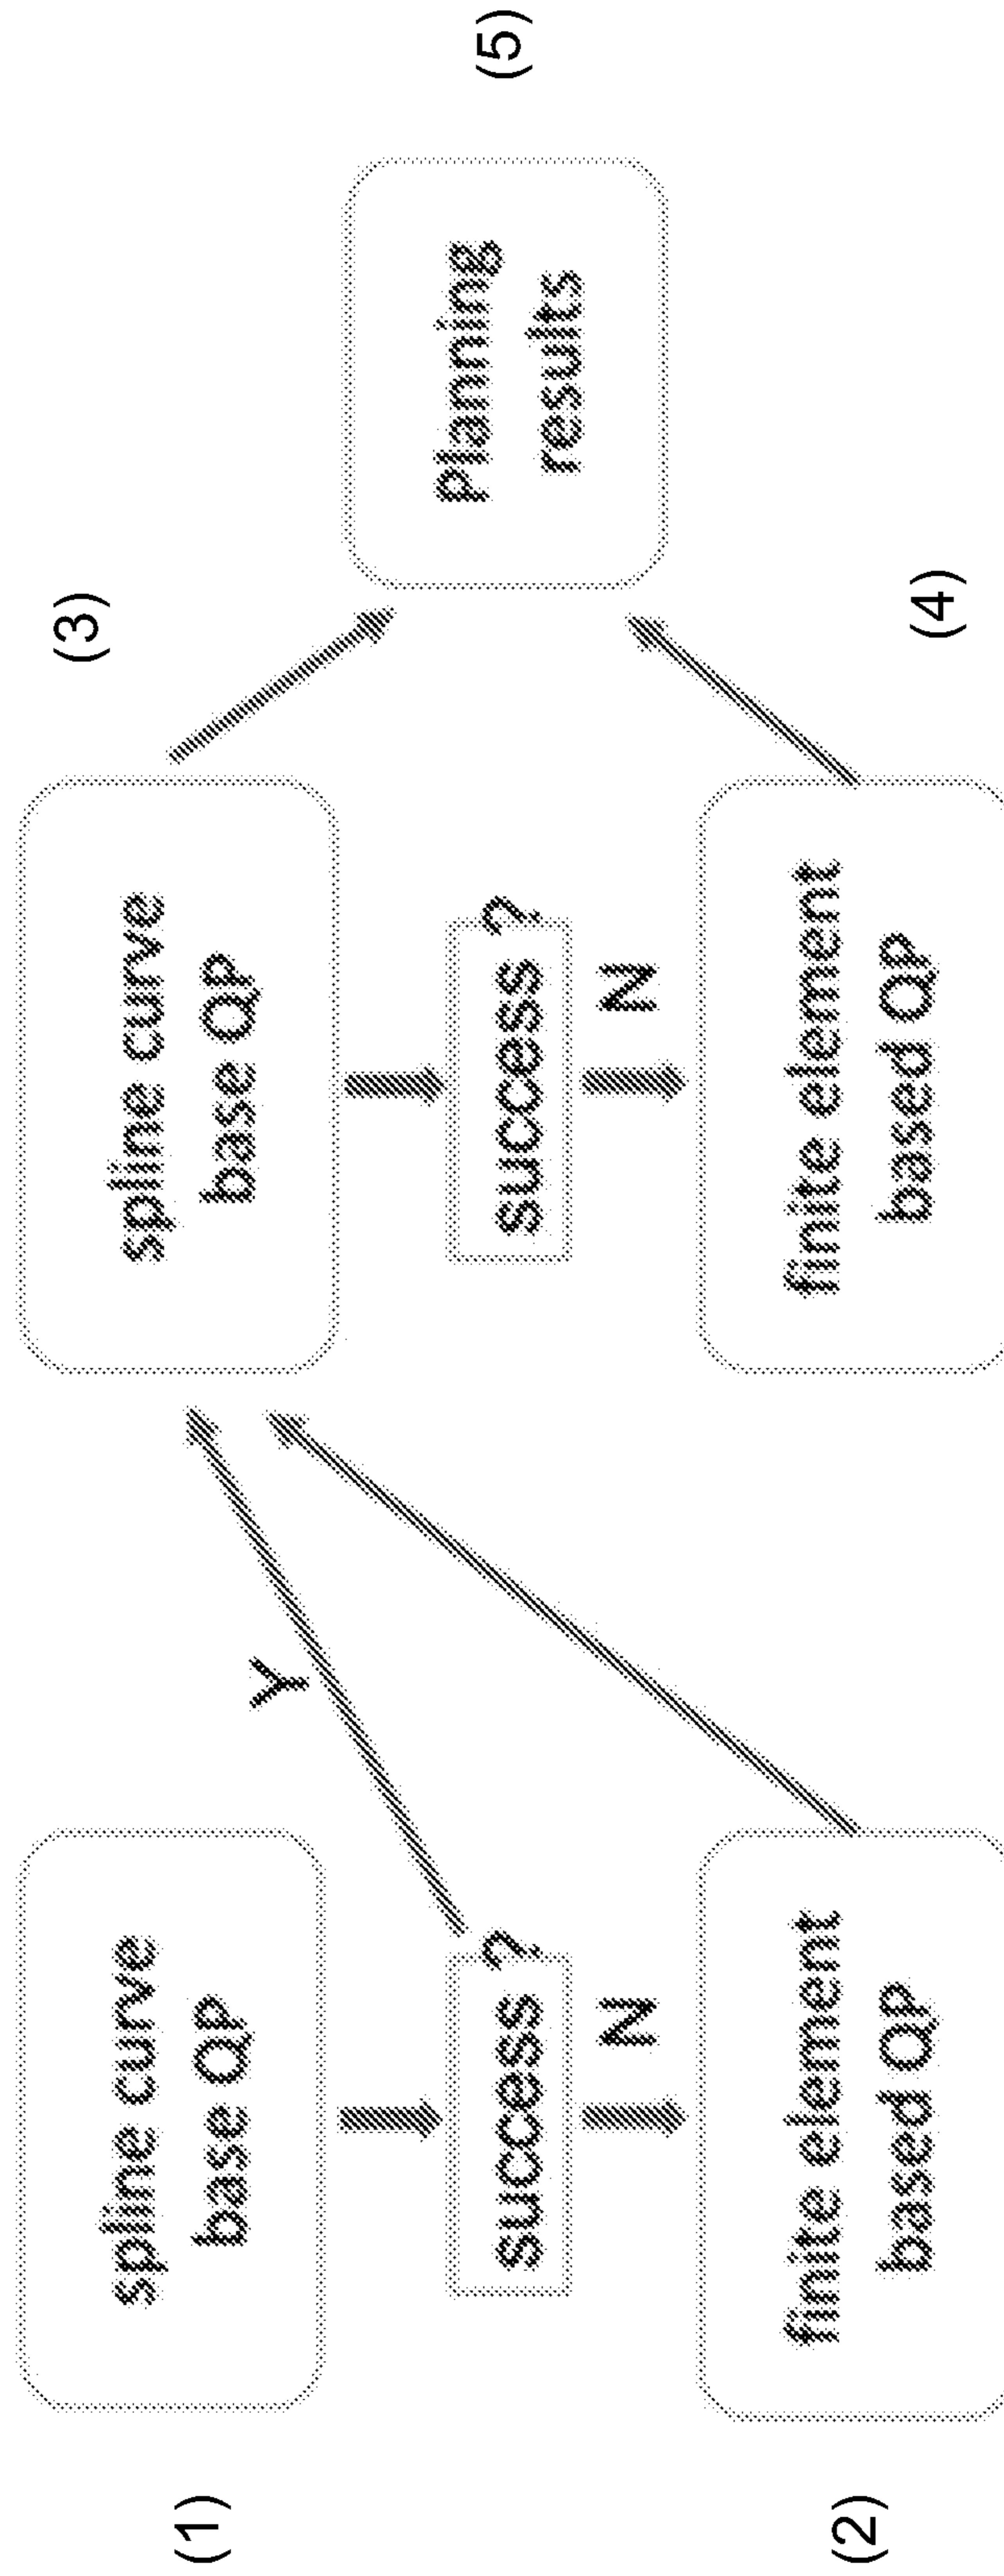 (1)
spline curve
base QP
success ?
N
finite element
based QP
(2)
Y
(3)
spline curve
base QP
success ?
N
finite element
based QP
(4)
Planning
results
(5)